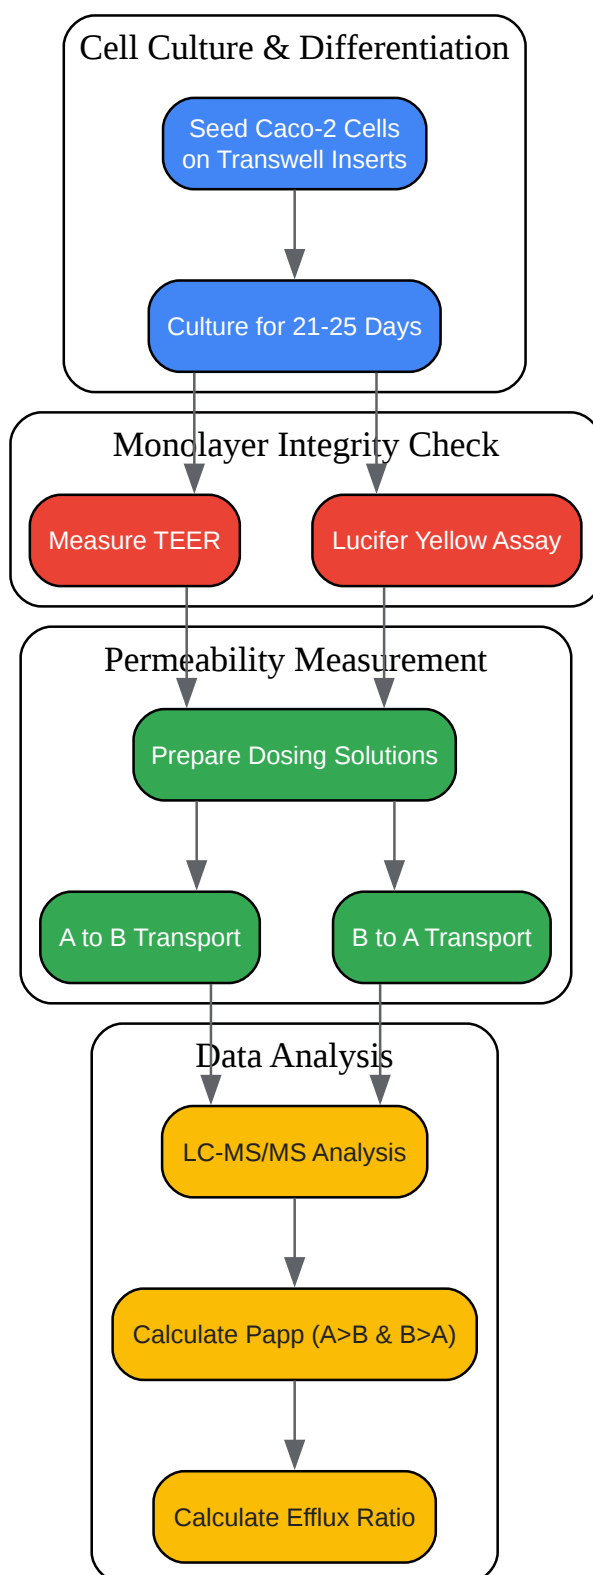 Cell Culture & Differentiation
Seed Caco-2 Cells
on Transwell Inserts
Culture for 21-25 Days
Monolayer Integrity Check
Measure TEER
Lucifer Yellow Assay
Permeability Measurement
Prepare Dosing Solutions
A to B Transport
B to A Transport
Data Analysis
LC-MS/MS Analysis
Calculate Papp (A>B & B>A)
Calculate Efflux Ratio